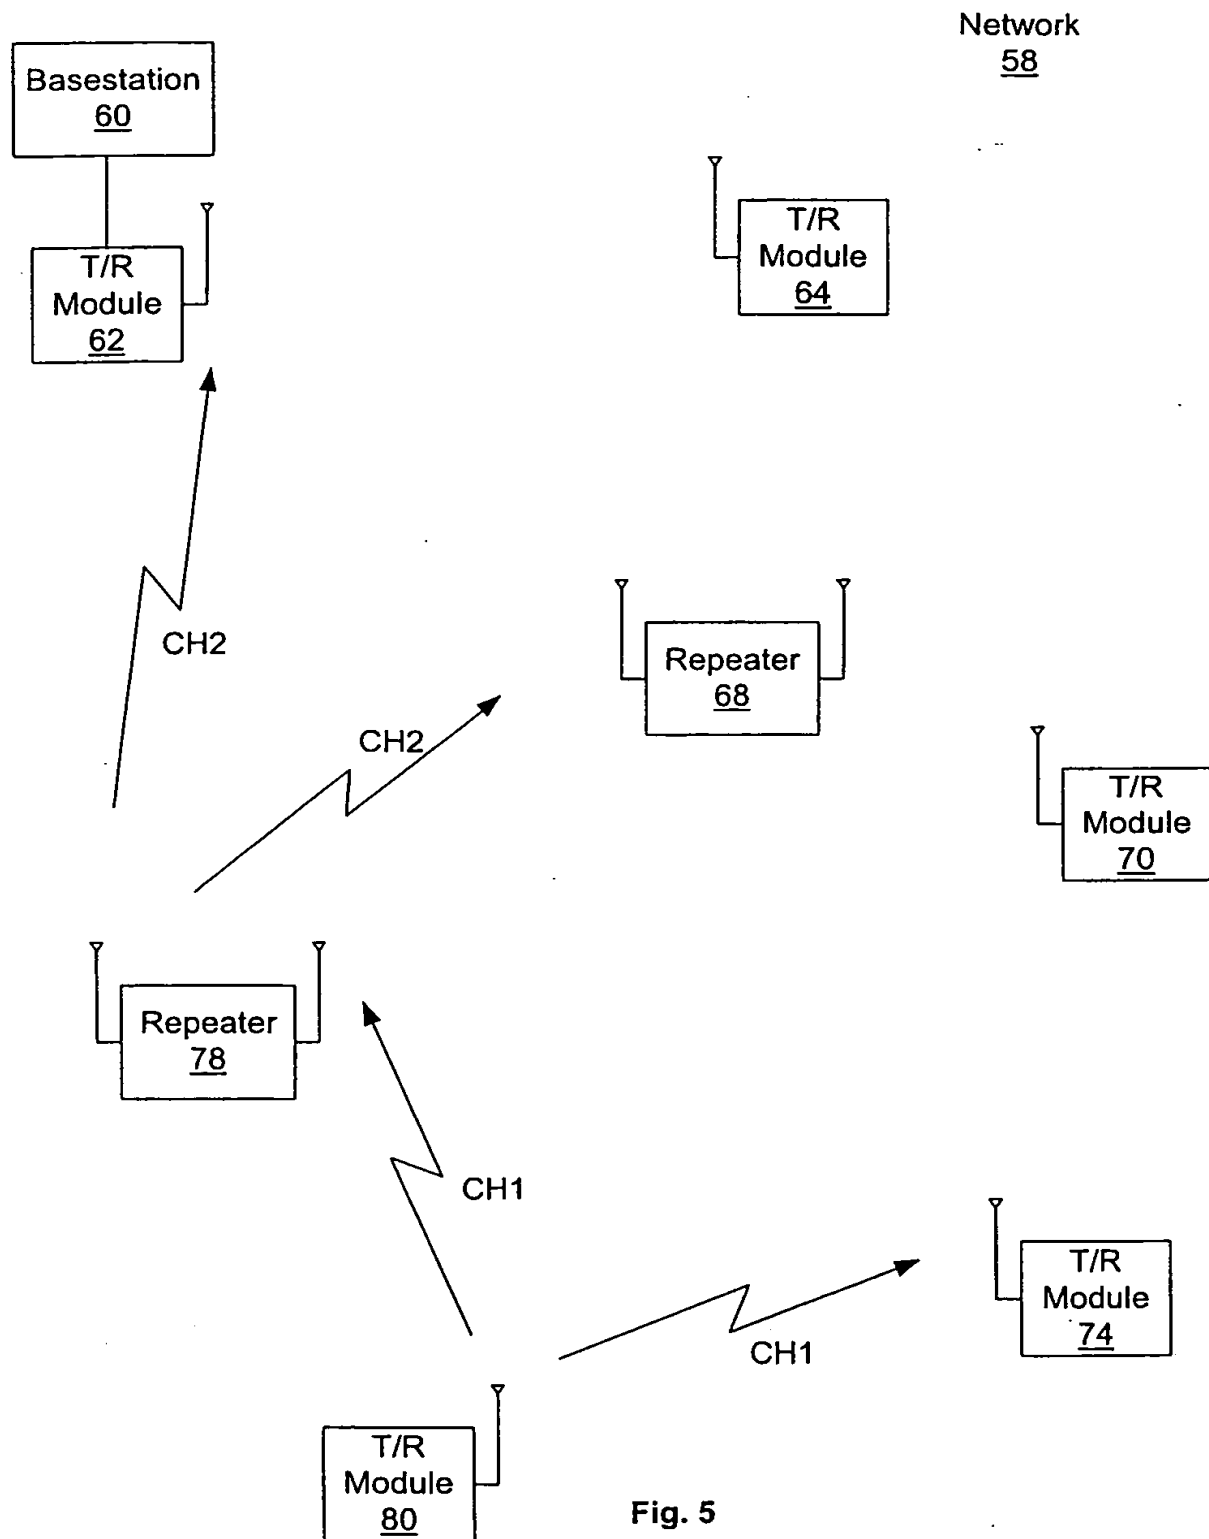 Network
58
Basestation
60
T/R
Module
62
T/R
Module
64
CH2
Repeater
68
CH2
T/R
Module
70
Repeater
78
CH1
T/R
Module
74
CH1
T/R
Module
80
Fig. 5